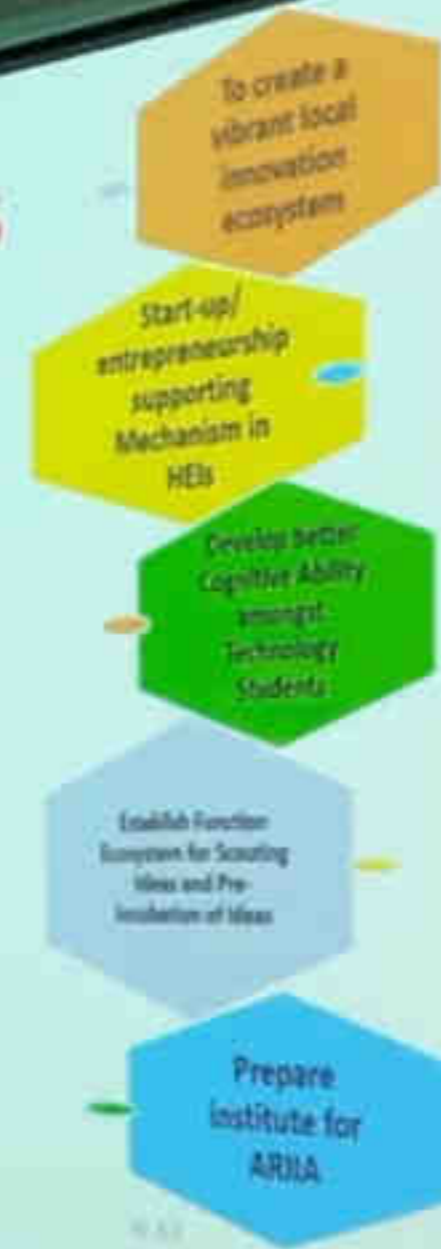 To create a
vibrant local
innovation
ecosystem
Start-up/
entrepreneurship
supporting
Mechanism in
HEIs
Develop better
Cognitive Ability
amongst
Technology
Students
Establish Function
Ecosystem for Scouting
Ideas and Pre-
Incubation of Ideas
Prepare
institute for
ARIIA